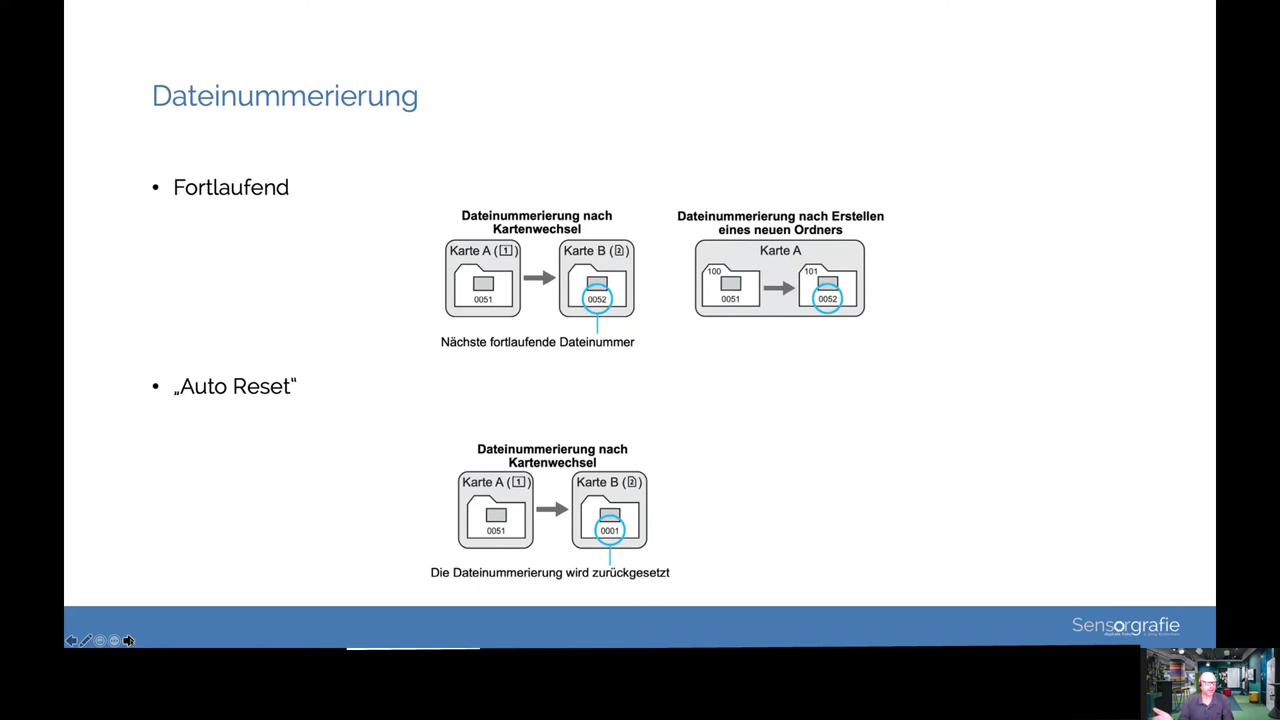 Dateinummerierung
• Fortlaufend
Dateinummerierung nach
Kartenwechsel
Karte A (1)
Karte B (2)
0051
0052
Nächste fortlaufende Dateinummer
Dateinummerierung nach Erstellen
eines neuen Ordners
Karte A
100
101
0051
0052
• „Auto Reset“
Dateinummerierung nach
Kartenwechsel
Karte A (1)
Karte B (2)
0051
0001
Die Dateinummerierung wird zurückgesetzt
Sensorgrafie